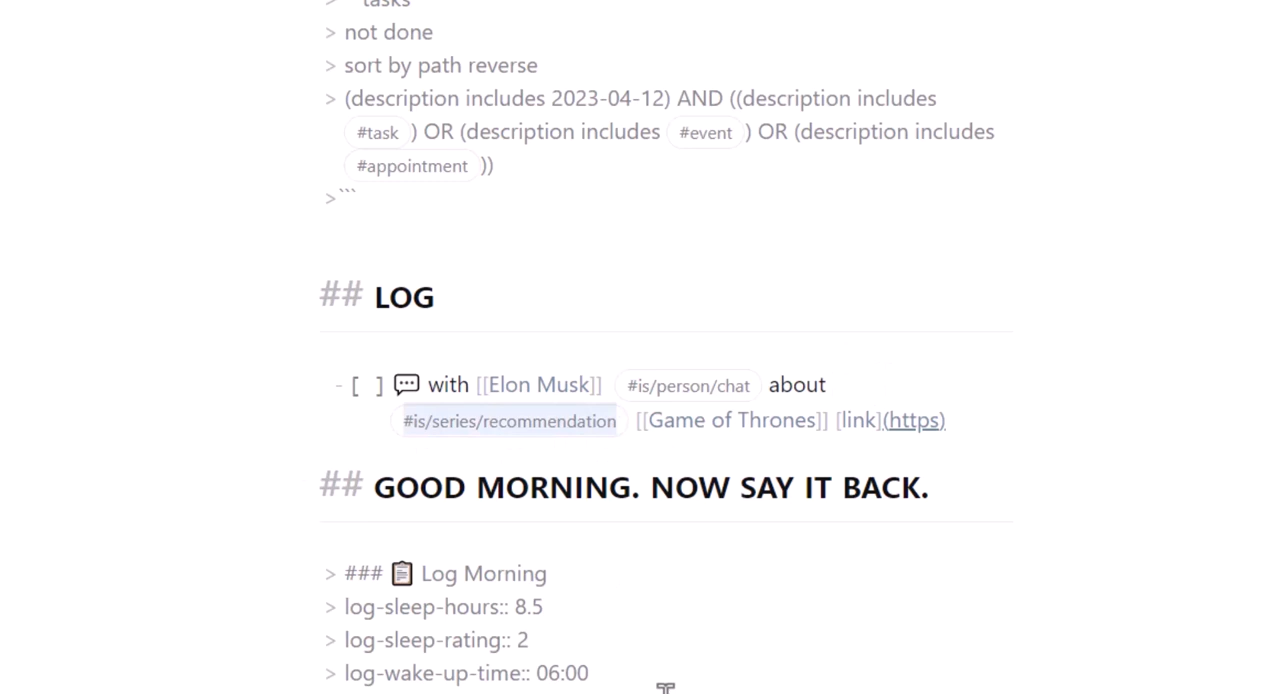 > ```tasks
> not done
> sort by path reverse
> (description includes 2023-04-12) AND ((description includes
#task ) OR (description includes #event ) OR (description includes
#appointment ))
>```
## LOG
- [ ] 💬 with [[Elon Musk]] #is/person/chat about
#is/series/recommendation [[Game of Thrones]] [link](https)
## GOOD MORNING. NOW SAY IT BACK.
> ### 📋 Log Morning
> log-sleep-hours:: 8.5
> log-sleep-rating:: 2
> log-wake-up-time:: 06:00